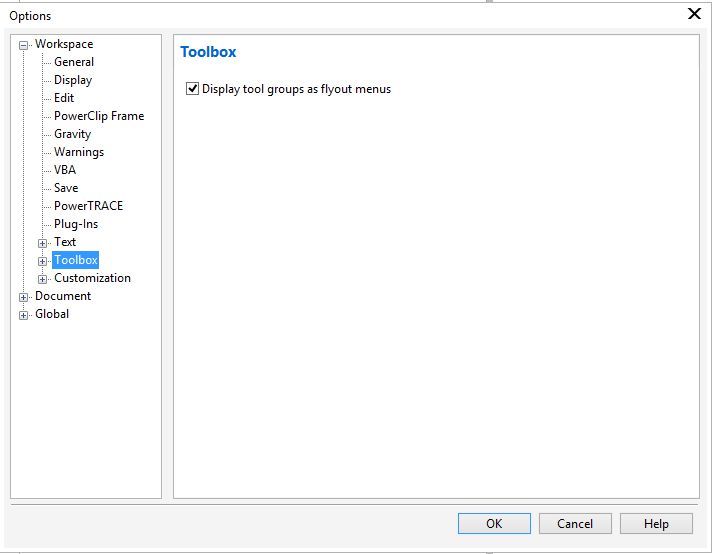 Options
Workspace
General
Display
Edit
PowerClip Frame
Gravity
Warnings
VBA
Save
PowerTRACE
Plug-Ins
Text
Toolbox
Customization
Document
Global
Toolbox
Display tool groups as flyout menus
OK
Cancel
Help